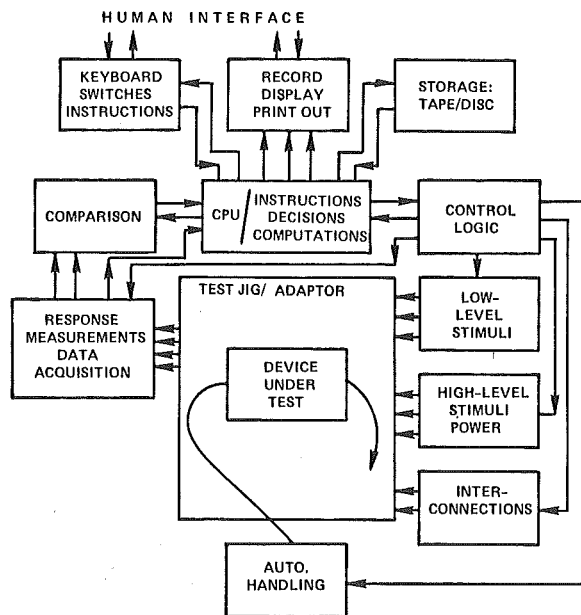 HUMAN INTERFACE
KEYBOARD
SWITCHES
INSTRUCTIONS
RECORD
DISPLAY
PRINT OUT
STORAGE:
TAPE/DISC
COMPARISON
CPU / INSTRUCTIONS
DECISIONS
COMPUTATIONS
CONTROL
LOGIC
RESPONSE
MEASUREMENTS
DATA
ACQUISITION
TEST JIG/ ADAPTOR
DEVICE
UNDER
TEST
LOW-
LEVEL
STIMULI
HIGH-LEVEL
STIMULI
POWER
INTER-
CONNECTIONS
AUTO.
HANDLING